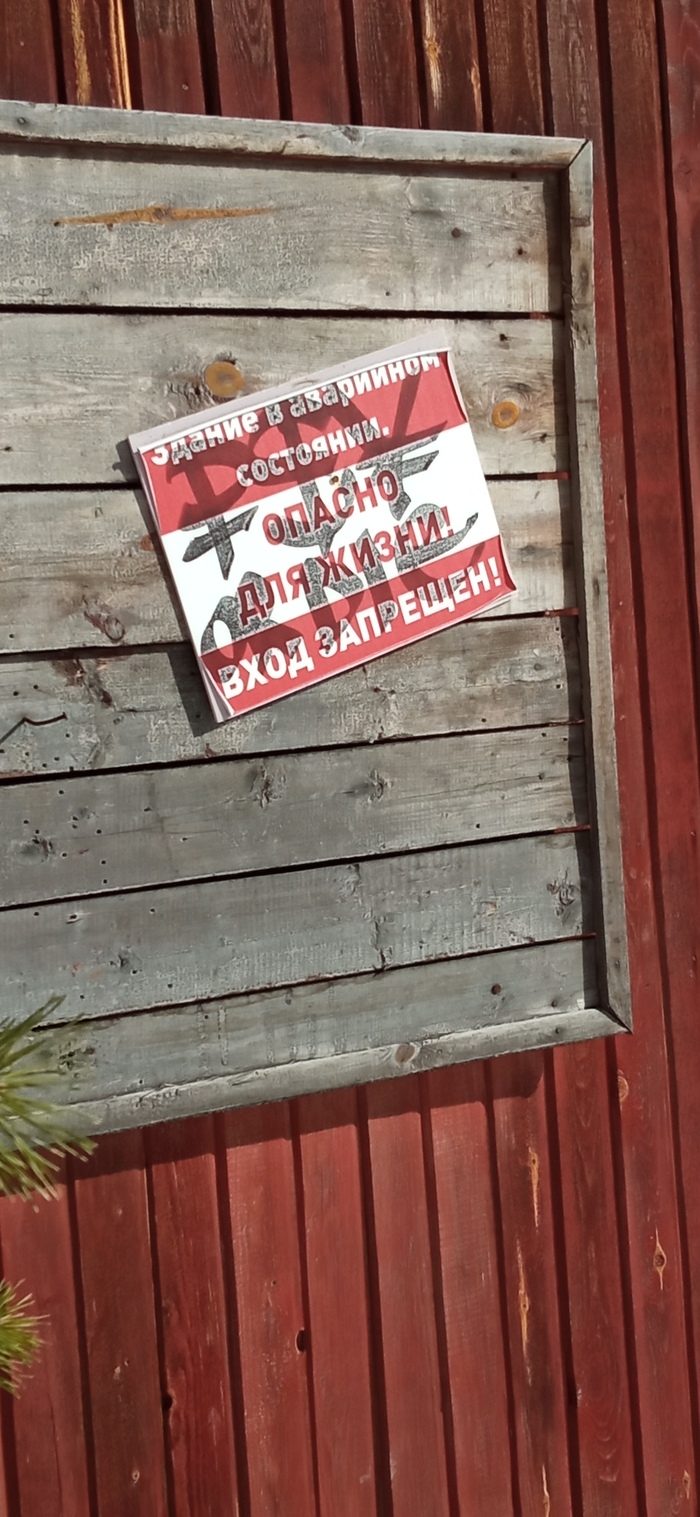 Здание в аварийном
состоянии.
ОПАСНО
ДЛЯ ЖИЗНИ!
ВХОД ЗАПРЕЩЕН!